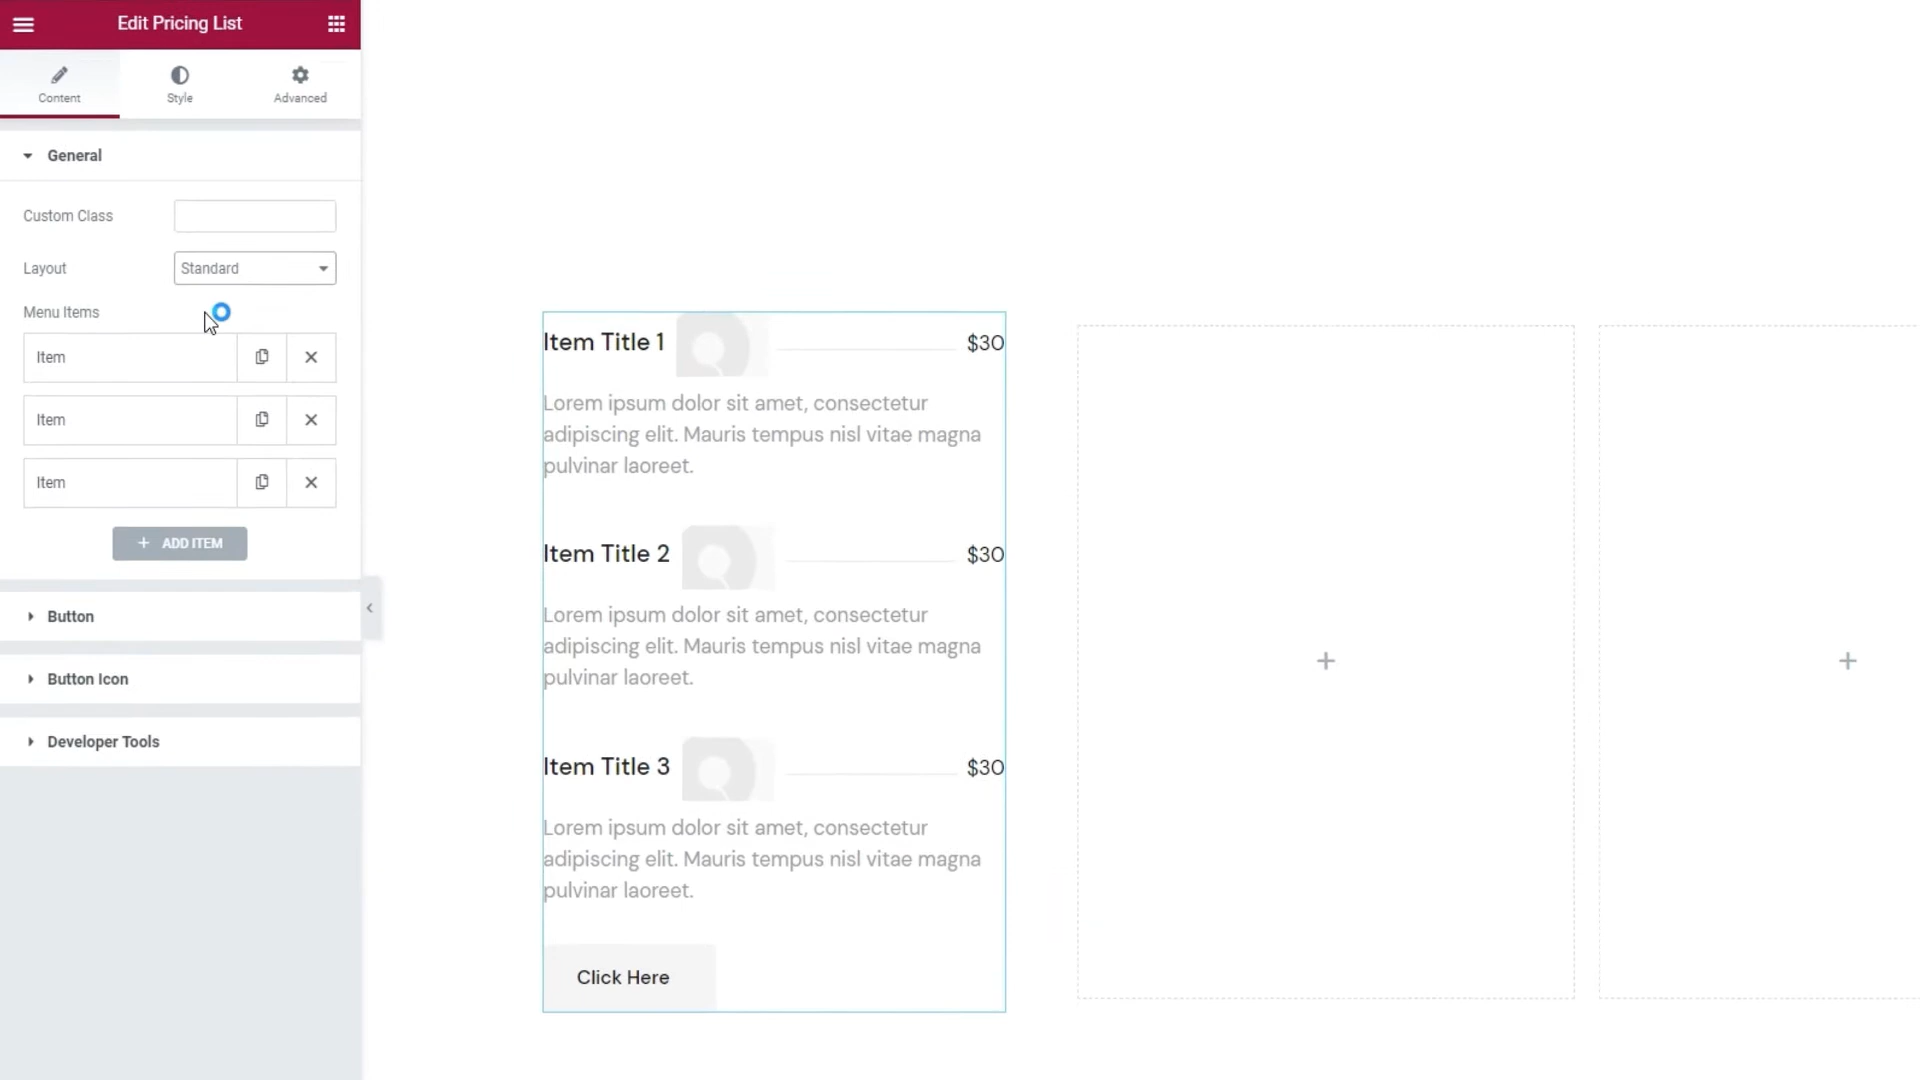 Edit Pricing List
Content
Style
Advanced
General
Custom Class
Layout
Standard
Menu Items
Item
Item
Item
+ ADD ITEM
Button
Button Icon
Developer Tools
Item Title 1
$30
Lorem ipsum dolor sit amet, consectetur
adipiscing elit. Mauris tempus nisl vitae magna
pulvinar laoreet.
Item Title 2
$30
Lorem ipsum dolor sit amet, consectetur
adipiscing elit. Mauris tempus nisl vitae magna
pulvinar laoreet.
Item Title 3
$30
Lorem ipsum dolor sit amet, consectetur
adipiscing elit. Mauris tempus nisl vitae magna
pulvinar laoreet.
Click Here